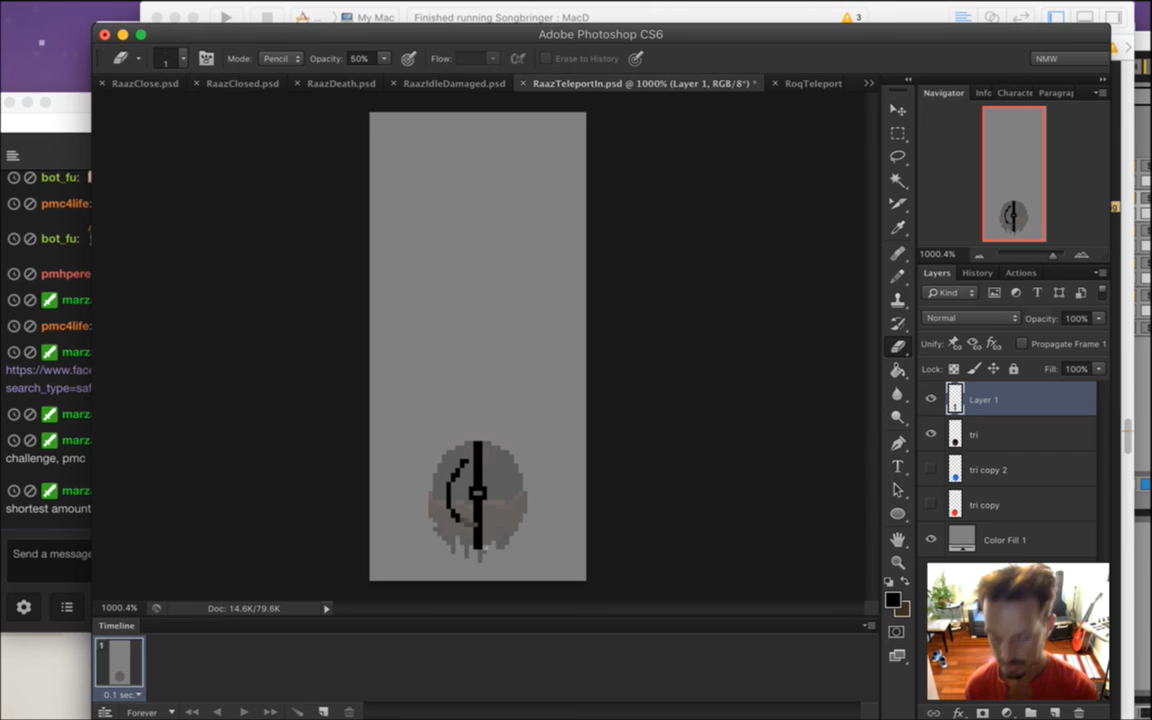 My Mac
Finished running Songbringer : MacD
3
Adobe Photoshop CS6
1
Mode: Pencil
Opacity: 50%
Flow:
Erase to History
NMW
RaazClose.psd
RaazClosed.psd
RaazDeath.psd
RaazIdleDamaged.psd
RaazTeleportIn.psd @ 1000% (Layer 1, RGB/8*) *
RoqTeleport
Navigator
Info
Characte
Paragrap
bot_fu:
pmc4life:
bot_fu:
pmhpere
marz
pmc4life:
marz
https://www.face
search_type=saf
marz
marz
challenge, pmc
marz
shortest amount
Send a message
1000.4%
Layers
History
Actions
Kind
Normal
Opacity: 100%
Unify:
Propagate Frame 1
Lock:
Fill: 100%
Layer 1
tri
tri copy 2
tri copy
Color Fill 1
1000.4%
Doc: 14.6K/79.6K
Timeline
1
0.1 sec.
Forever